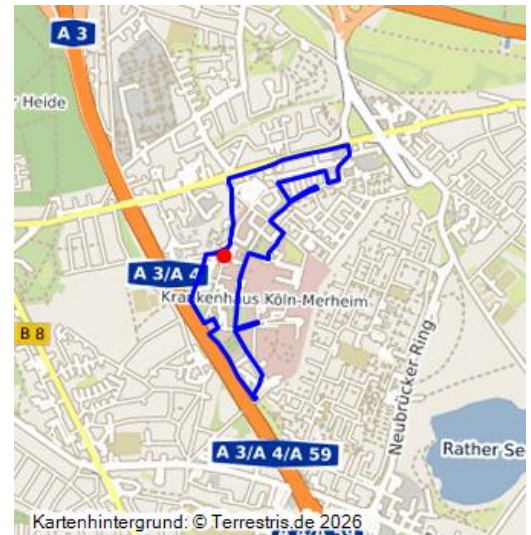 A 3
r Heide
A 3/A 4
Krankenhaus Köln-Merheim
B 8
Neubrücker Ring
A 3/A 4/A 59
Rather See
Kartenhintergrund: © Terrestris.de 2026